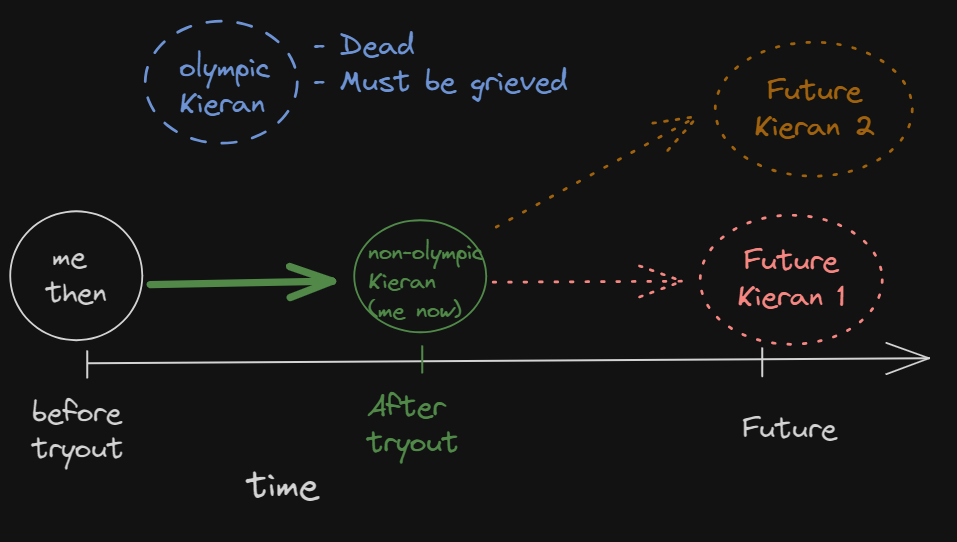 olympic
Kieran
- Dead
- Must be grieved
Future
Kieran 2
me
then
non-olympic
Kieran
(me now)
Future
Kieran 1
before
tryout
After
tryout
Future
time